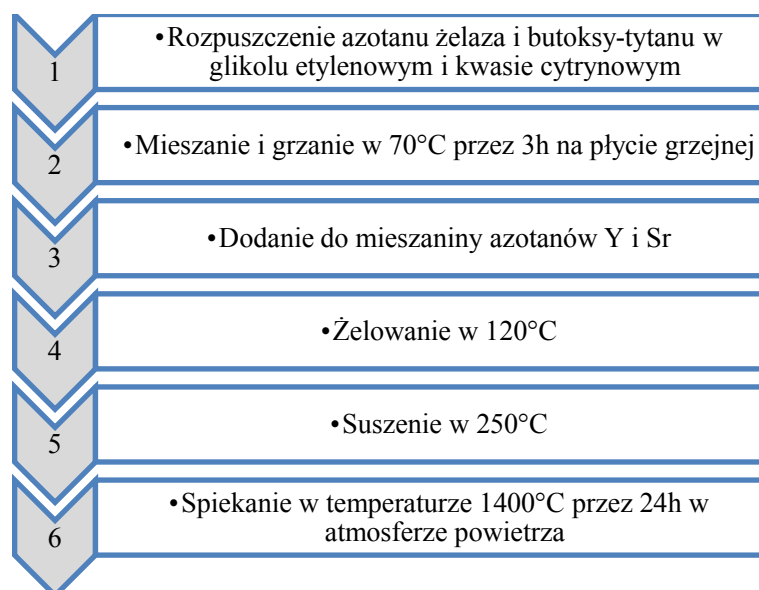 1
•Rozpuszczenie azotanu żelaza i butoksy-tytanu w
glikolu etylenowym i kwasie cytrynowym
2
•Mieszanie i grzanie w 70°C przez 3h na płycie grzejnej
3
•Dodanie do mieszaniny azotanów Y i Sr
4
•Żelowanie w 120°C
5
•Suszenie w 250°C
6
•Spiekanie w temperaturze 1400°C przez 24h w
atmosferze powietrza